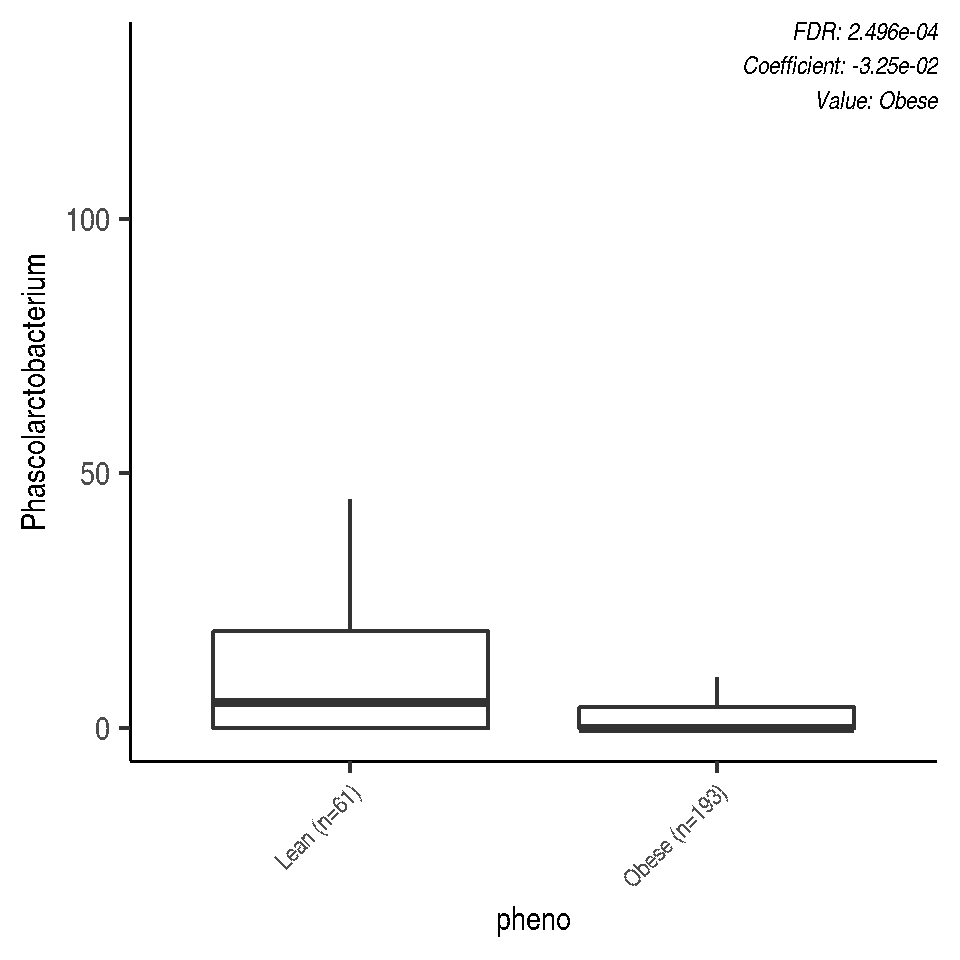 FDR: 2.496e-04
Coefficient: -3.25e-02
Value: Obese
Phascolarctobacterium
100
50
0
Lean (n=61)
Obese (n=193)
pheno